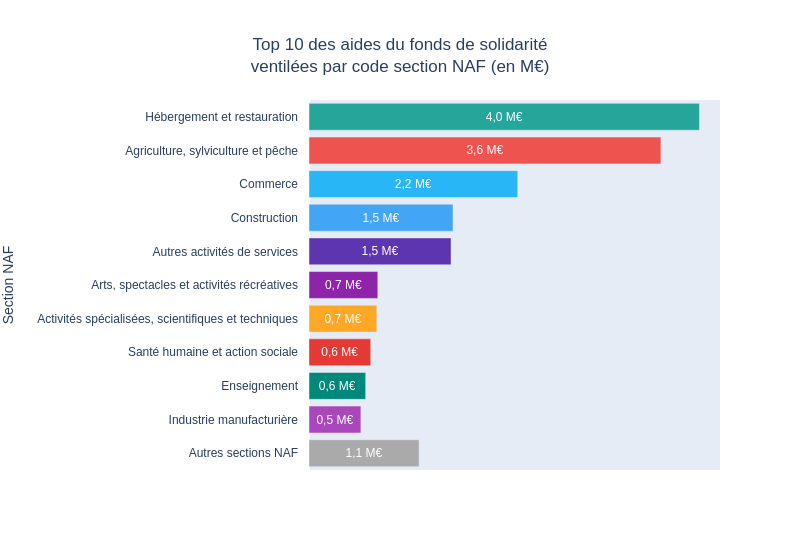 Top 10 des aides du fonds de solidarité
ventilées par code section NAF (en M€)
Section NAF
Hébergement et restauration 4,0 M€
Agriculture, sylviculture et pêche 3,6 M€
Commerce 2,2 M€
Construction 1,5 M€
Autres activités de services 1,5 M€
Arts, spectacles et activités récréatives 0,7 M€
Activités spécialisées, scientifiques et techniques 0,7 M€
Santé humaine et action sociale 0,6 M€
Enseignement 0,6 M€
Industrie manufacturière 0,5 M€
Autres sections NAF 1,1 M€